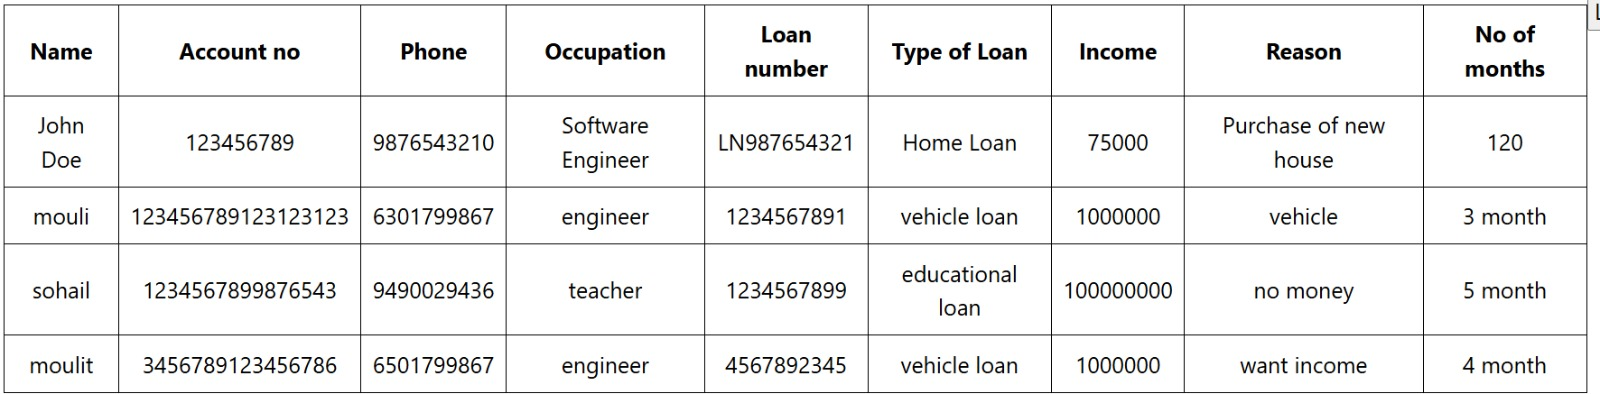 Name Account no Phone Occupation Loan number Type of Loan Income Reason No of months
John Doe 123456789 9876543210 Software Engineer LN987654321 Home Loan 75000 Purchase of new house 120
mouli 123456789123123123 6301799867 engineer 1234567891 vehicle loan 1000000 vehicle 3 month
sohail 1234567899876543 9490029436 teacher 1234567899 educational loan 100000000 no money 5 month
moulit 3456789123456786 6501799867 engineer 4567892345 vehicle loan 1000000 want income 4 month